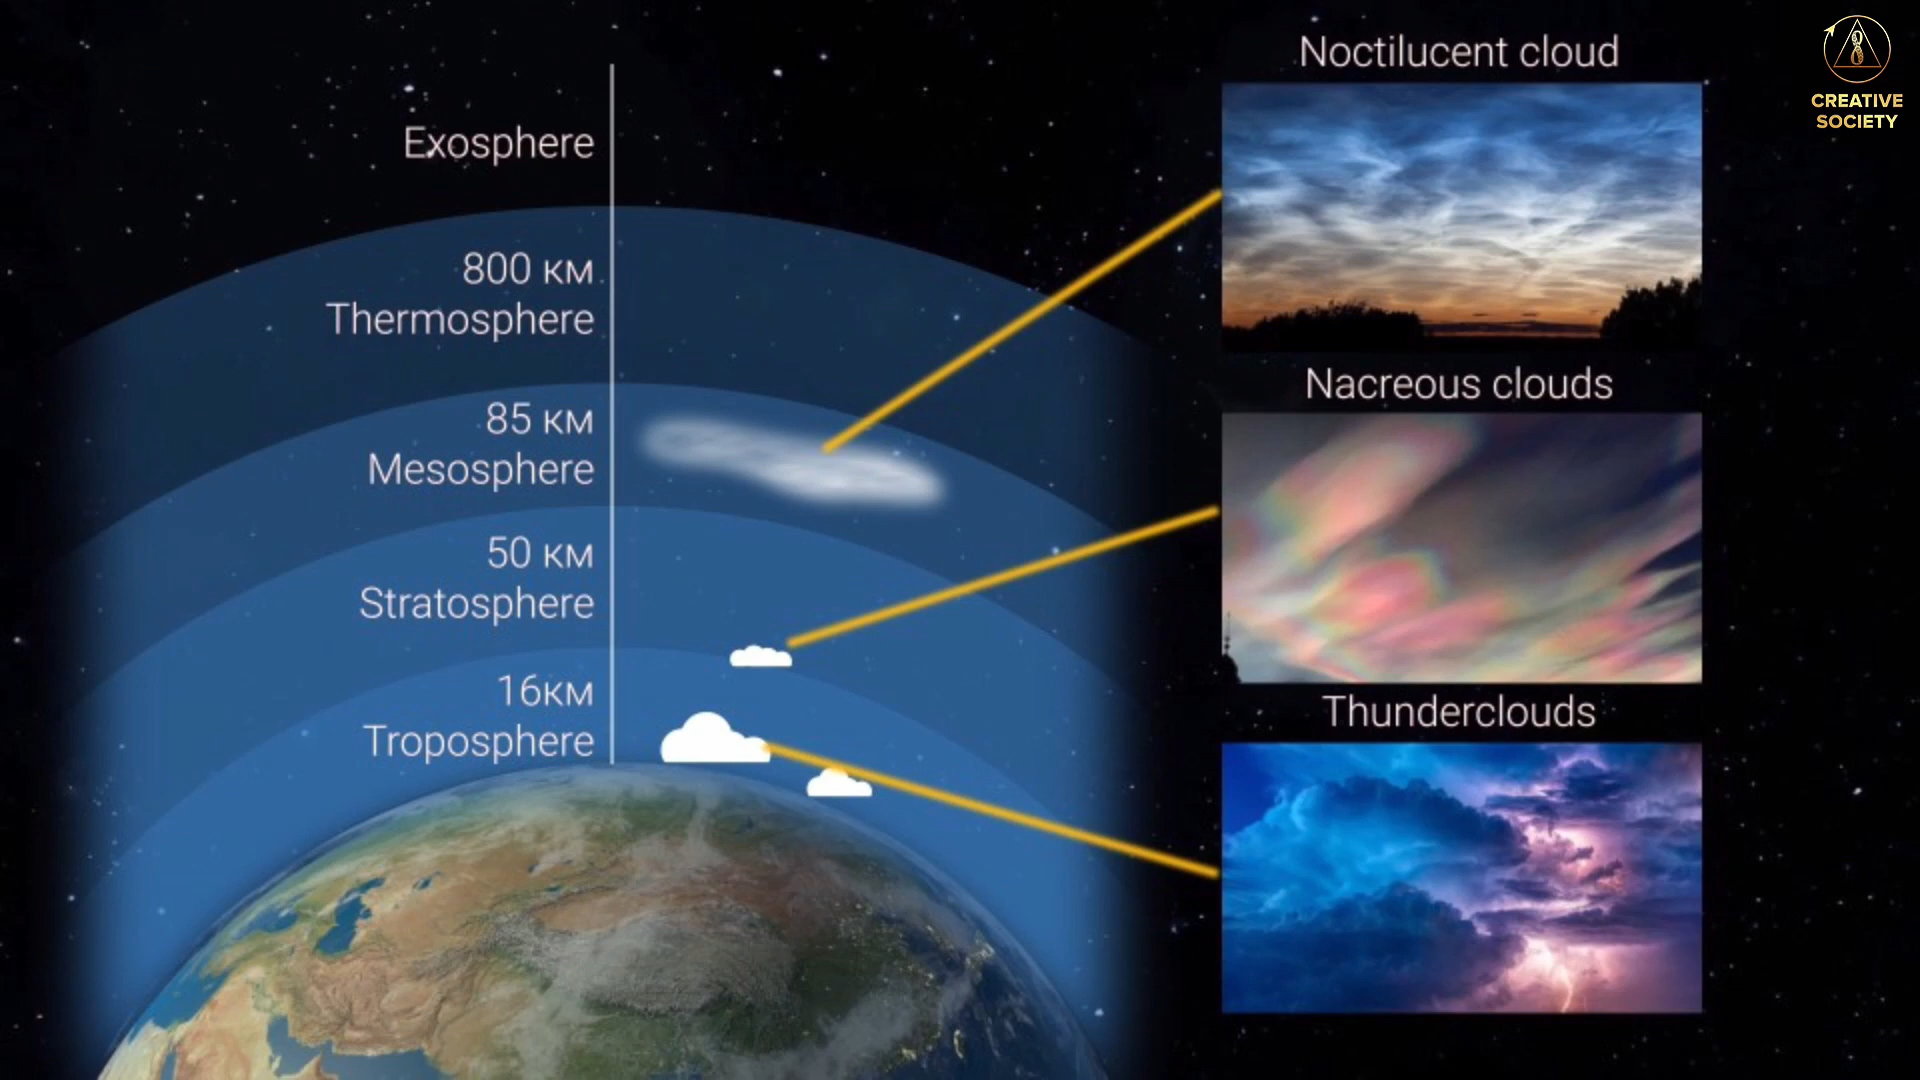 Exosphere
800 км
Thermosphere
85 км
Mesosphere
50 км
Stratosphere
16км
Troposphere
Noctilucent cloud
Nacreous clouds
Thunderclouds
CREATIVE
SOCIETY